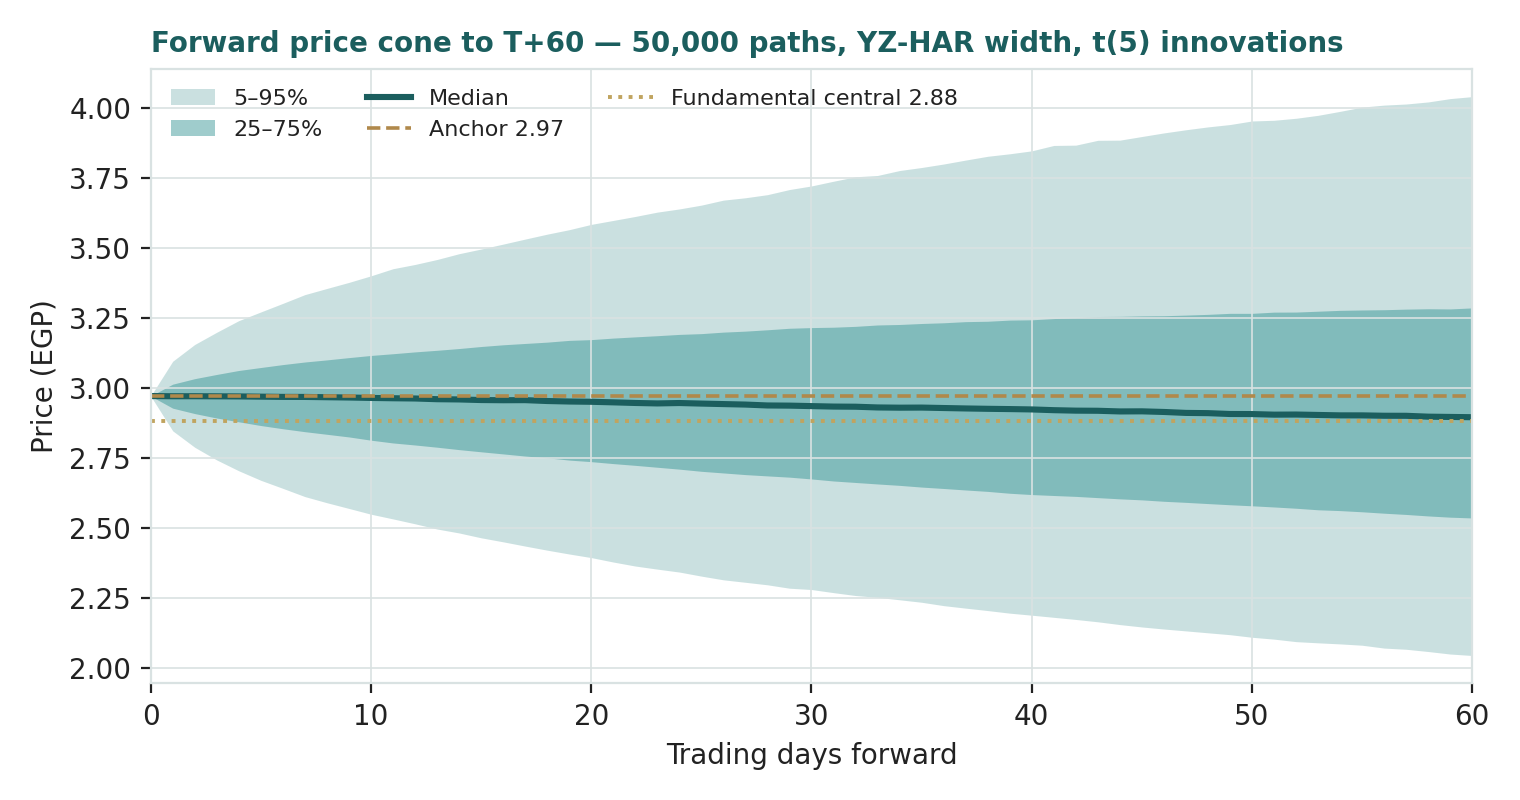 Forward price cone to T+60 — 50,000 paths, YZ-HAR width, t(5) innovations
5–95%
25–75%
Median
Anchor 2.97
Fundamental central 2.88
Price (EGP)
4.00
3.75
3.50
3.25
3.00
2.75
2.50
2.25
2.00
0 10 20 30 40 50 60
Trading days forward